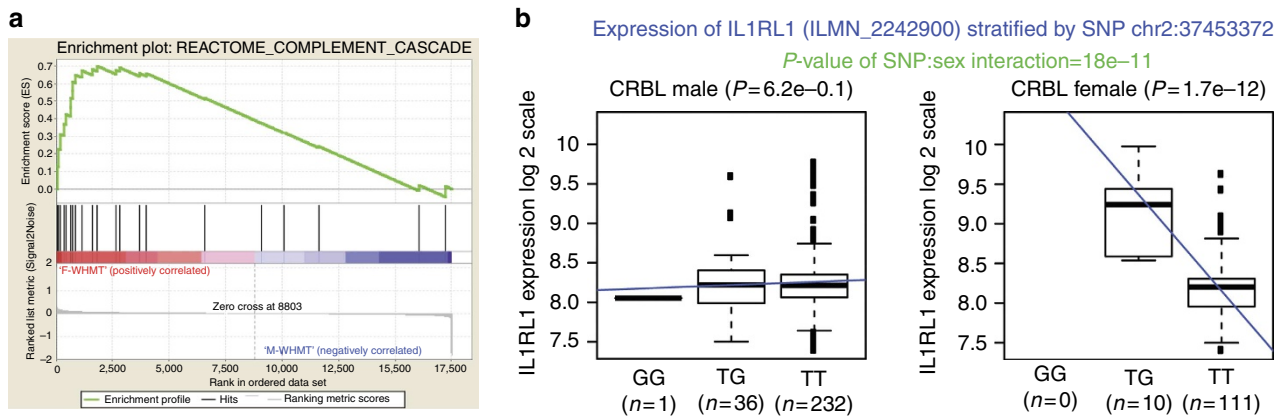 a
Enrichment plot: REACTOME_COMPLEMENT_CASCADE
Enrichment score (ES)
0.7
0.6
0.5
0.4
0.3
0.2
0.1
0.0
Ranked list metric (Signal2Noise)
2
1
0
−1
−2
'F-WHMT' (positively correlated)
Zero cross at 8803
'M-WHMT' (negatively correlated)
0 2,500 5,000 7,500 10,000 12,500 15,500 17,500
Rank in ordered data set
Enrichment profile Hits Ranking metric scores
b
Expression of IL1RL1 (ILMN_2242900) stratified by SNP chr2:37453372
P-value of SNP:sex interaction=18e–11
CRBL male (P=6.2e–0.1)
IL1RL1 expression log 2 scale
10
9.5
9.0
8.5
8.0
7.5
GG TG TT
(n=1) (n=36) (n=232)
CRBL female (P=1.7e–12)
IL1RL1 expression log 2 scale
10
9.5
9.0
8.5
8.0
7.5
GG TG TT
(n=0) (n=10) (n=111)